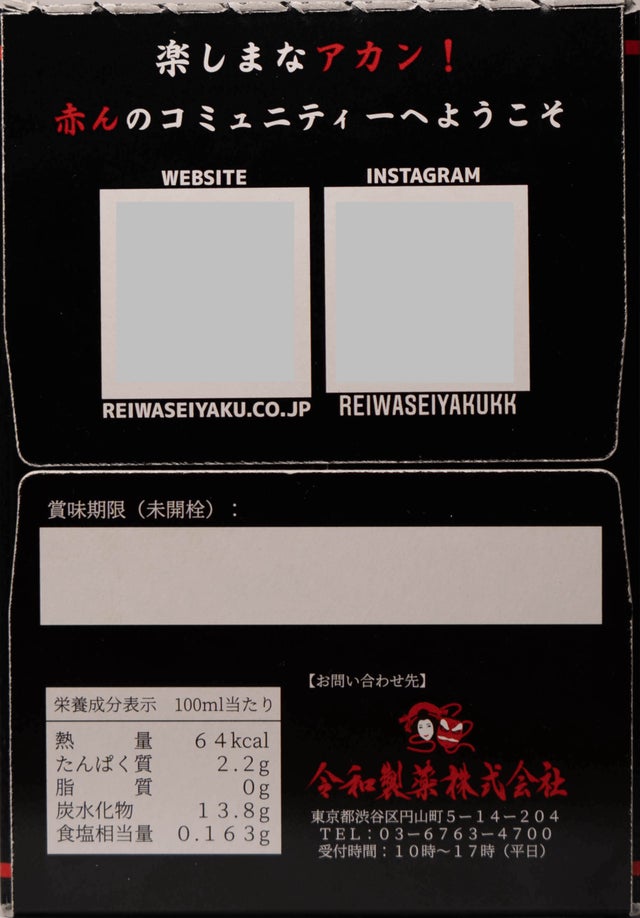 楽しまなアカン！
赤んのコミュニティーへようこそ
WEBSITE
INSTAGRAM
REIWASEIYAKU.CO.JP
REIWASEIYAKUKK
賞味期限（未開栓）：
栄養成分表示 100ml当たり
熱量 64kcal
たんぱく質 2.2g
脂質 0g
炭水化物 13.8g
食塩相当量 0.163g
【お問い合わせ先】
令和製薬株式会社
東京都渋谷区円山町5－14－204
TEL：03－6763－4700
受付時間：10時～17時（平日）